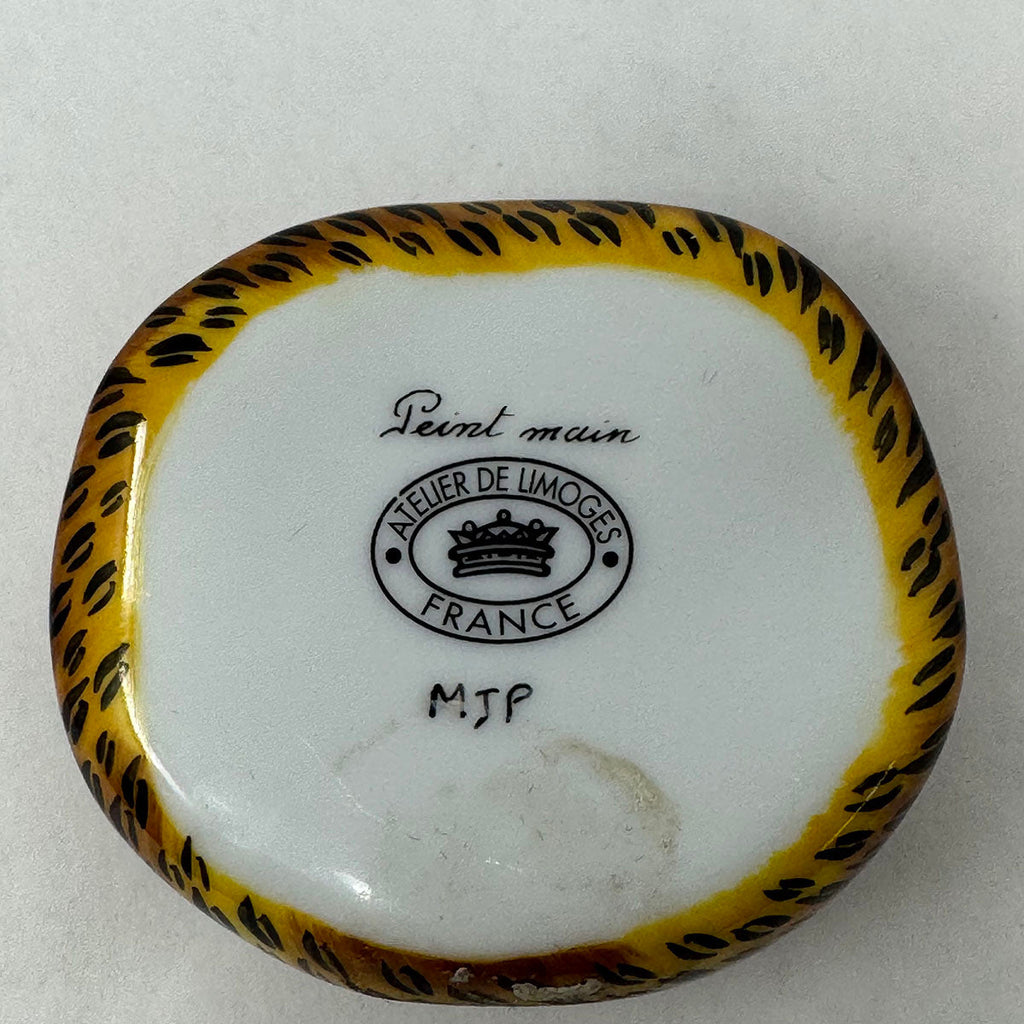 Peint main
ATELIER DE LIMOGES
FRANCE
MJP